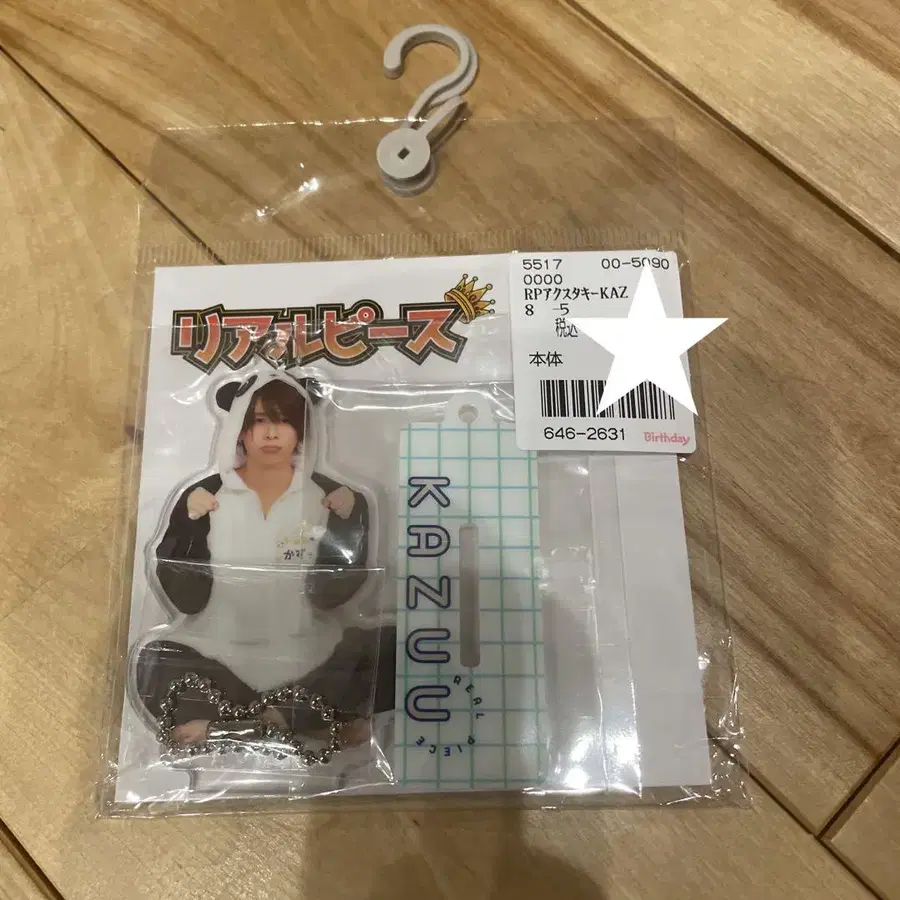 リアルピース
5517 00-5090
0000
RPアクスタキーKAZ
8 -5
税込
本体
646-2631
Birthday
KAZUU
REAL PIECE